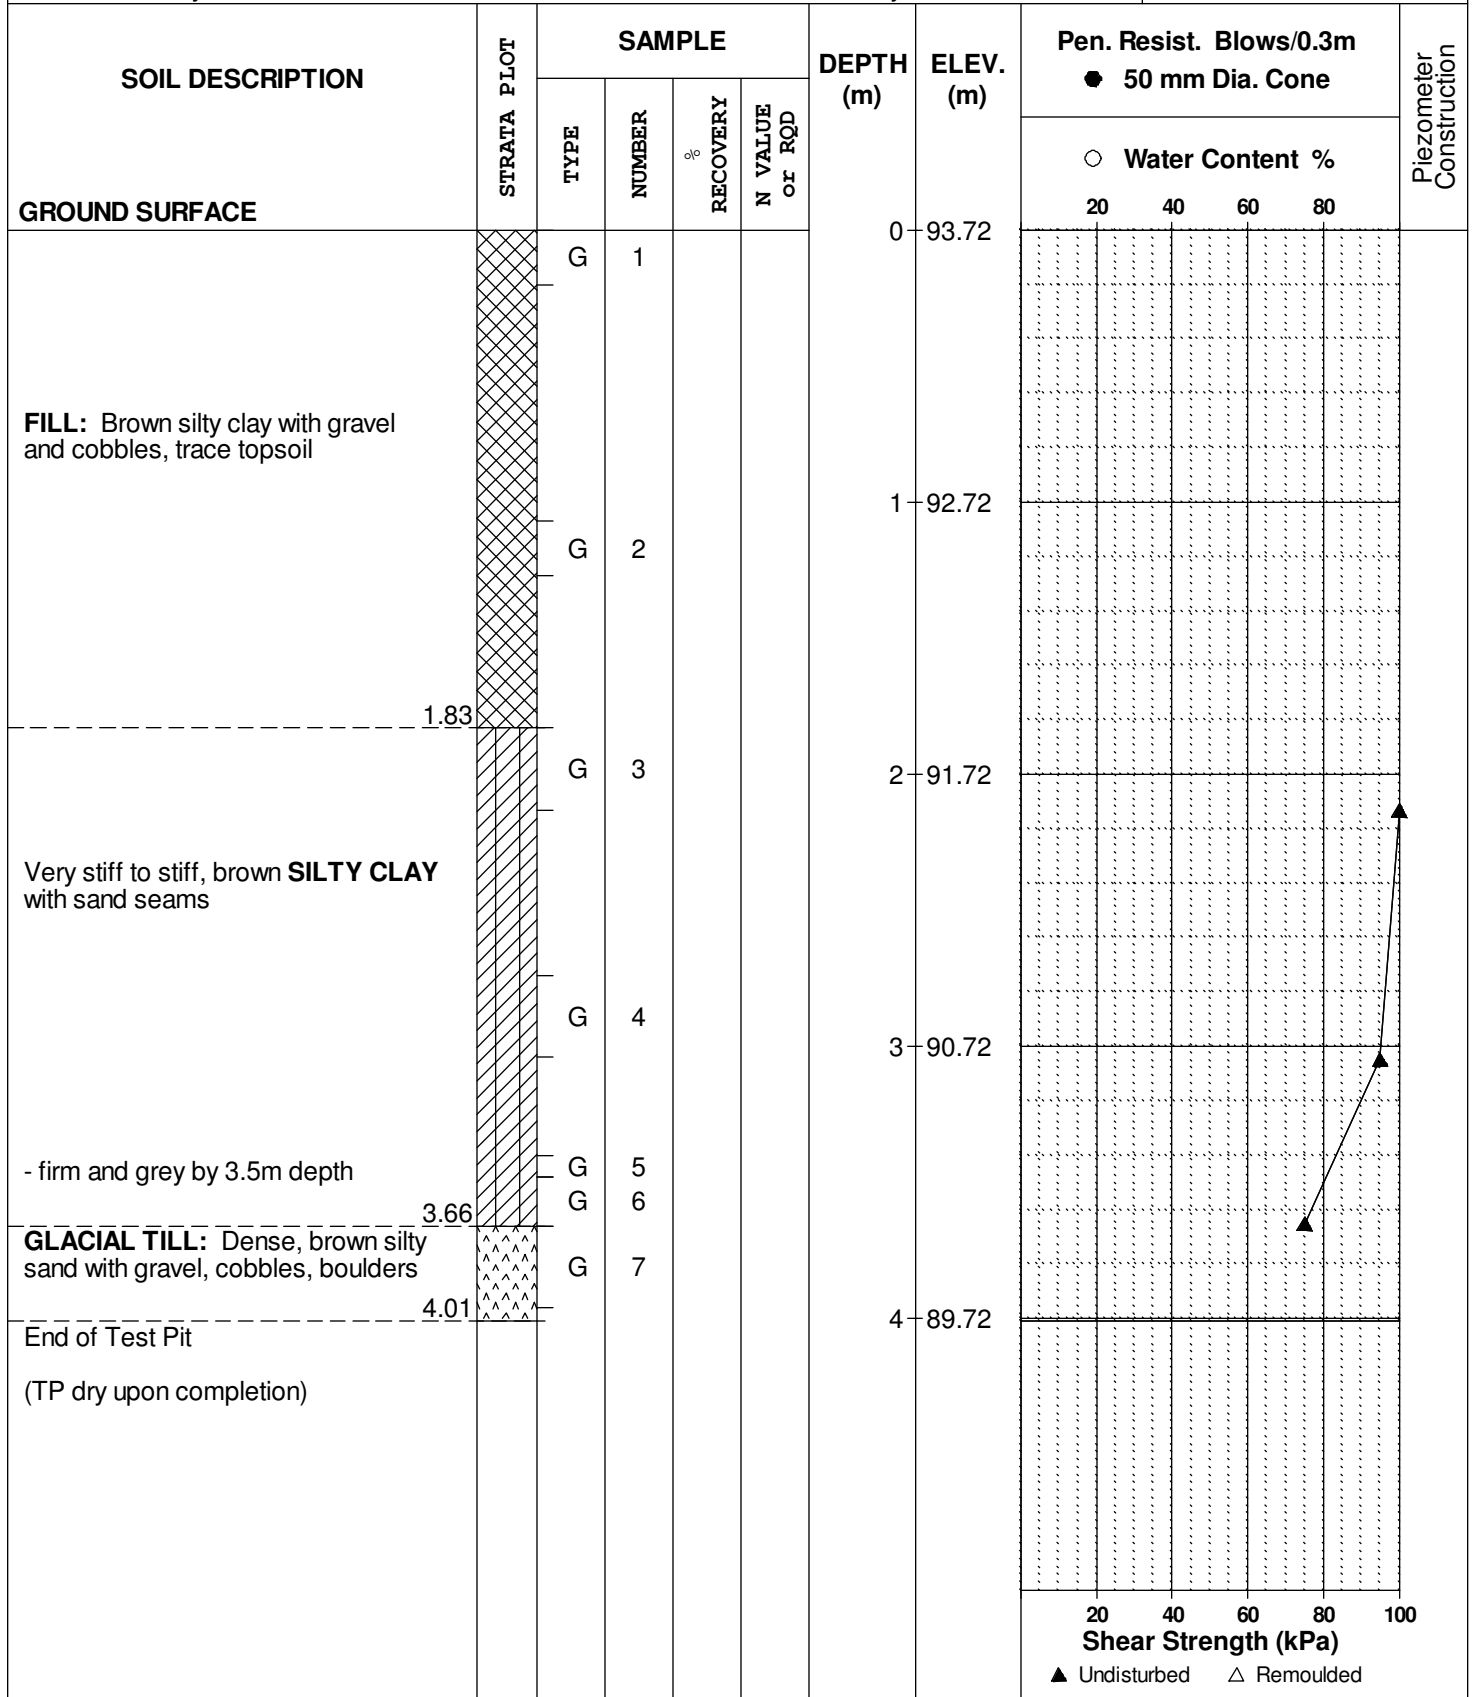 SOIL DESCRIPTION
GROUND SURFACE
STRATA PLOT
SAMPLE
TYPE
NUMBER
%
RECOVERY
N VALUE
or RQD
DEPTH
(m)
ELEV.
(m)
Pen. Resist. Blows/0.3m
● 50 mm Dia. Cone
○ Water Content %
20 40 60 80
Piezometer
Construction
0 93.72
G 1
FILL: Brown silty clay with gravel
and cobbles, trace topsoil
1 92.72
G 2
1.83
G 3
2 91.72
Very stiff to stiff, brown SILTY CLAY
with sand seams
G 4
3 90.72
- firm and grey by 3.5m depth
G 5
G 6
3.66
GLACIAL TILL: Dense, brown silty
sand with gravel, cobbles, boulders
G 7
4.01
4 89.72
End of Test Pit
(TP dry upon completion)
20 40 60 80 100
Shear Strength (kPa)
▲ Undisturbed △ Remoulded